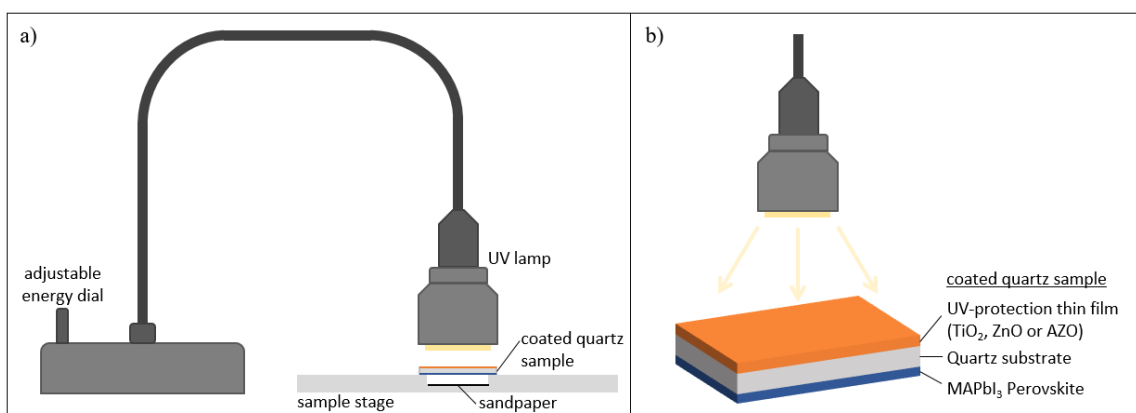 a)
adjustable
energy dial
UV lamp
coated quartz
sample
sample stage
sandpaper
b)
coated quartz sample
UV-protection thin film
(TiO₂, ZnO or AZO)
Quartz substrate
MAPbI₃ Perovskite